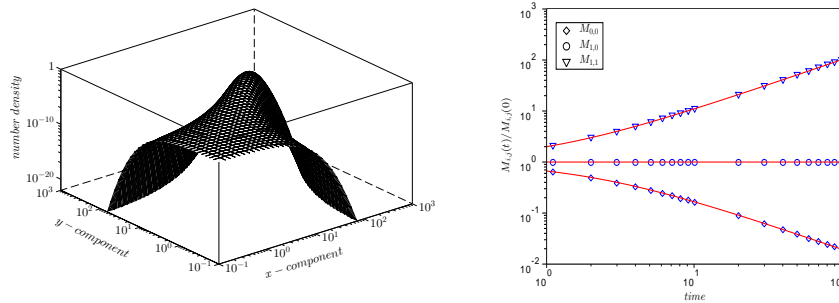 1
10^-10
10^-20
10^3
number density
10^2
10^1
10^0
10^-1
y − component
10^-1
10^0
10^1
10^2
10^3
x − component
10^3
10^2
10^1
10^0
10^-1
10^-2
M_{i,j}(t)/M_{i,j}(0)
M_{0,0}
M_{1,0}
M_{1,1}
10^0
10^1
10
time